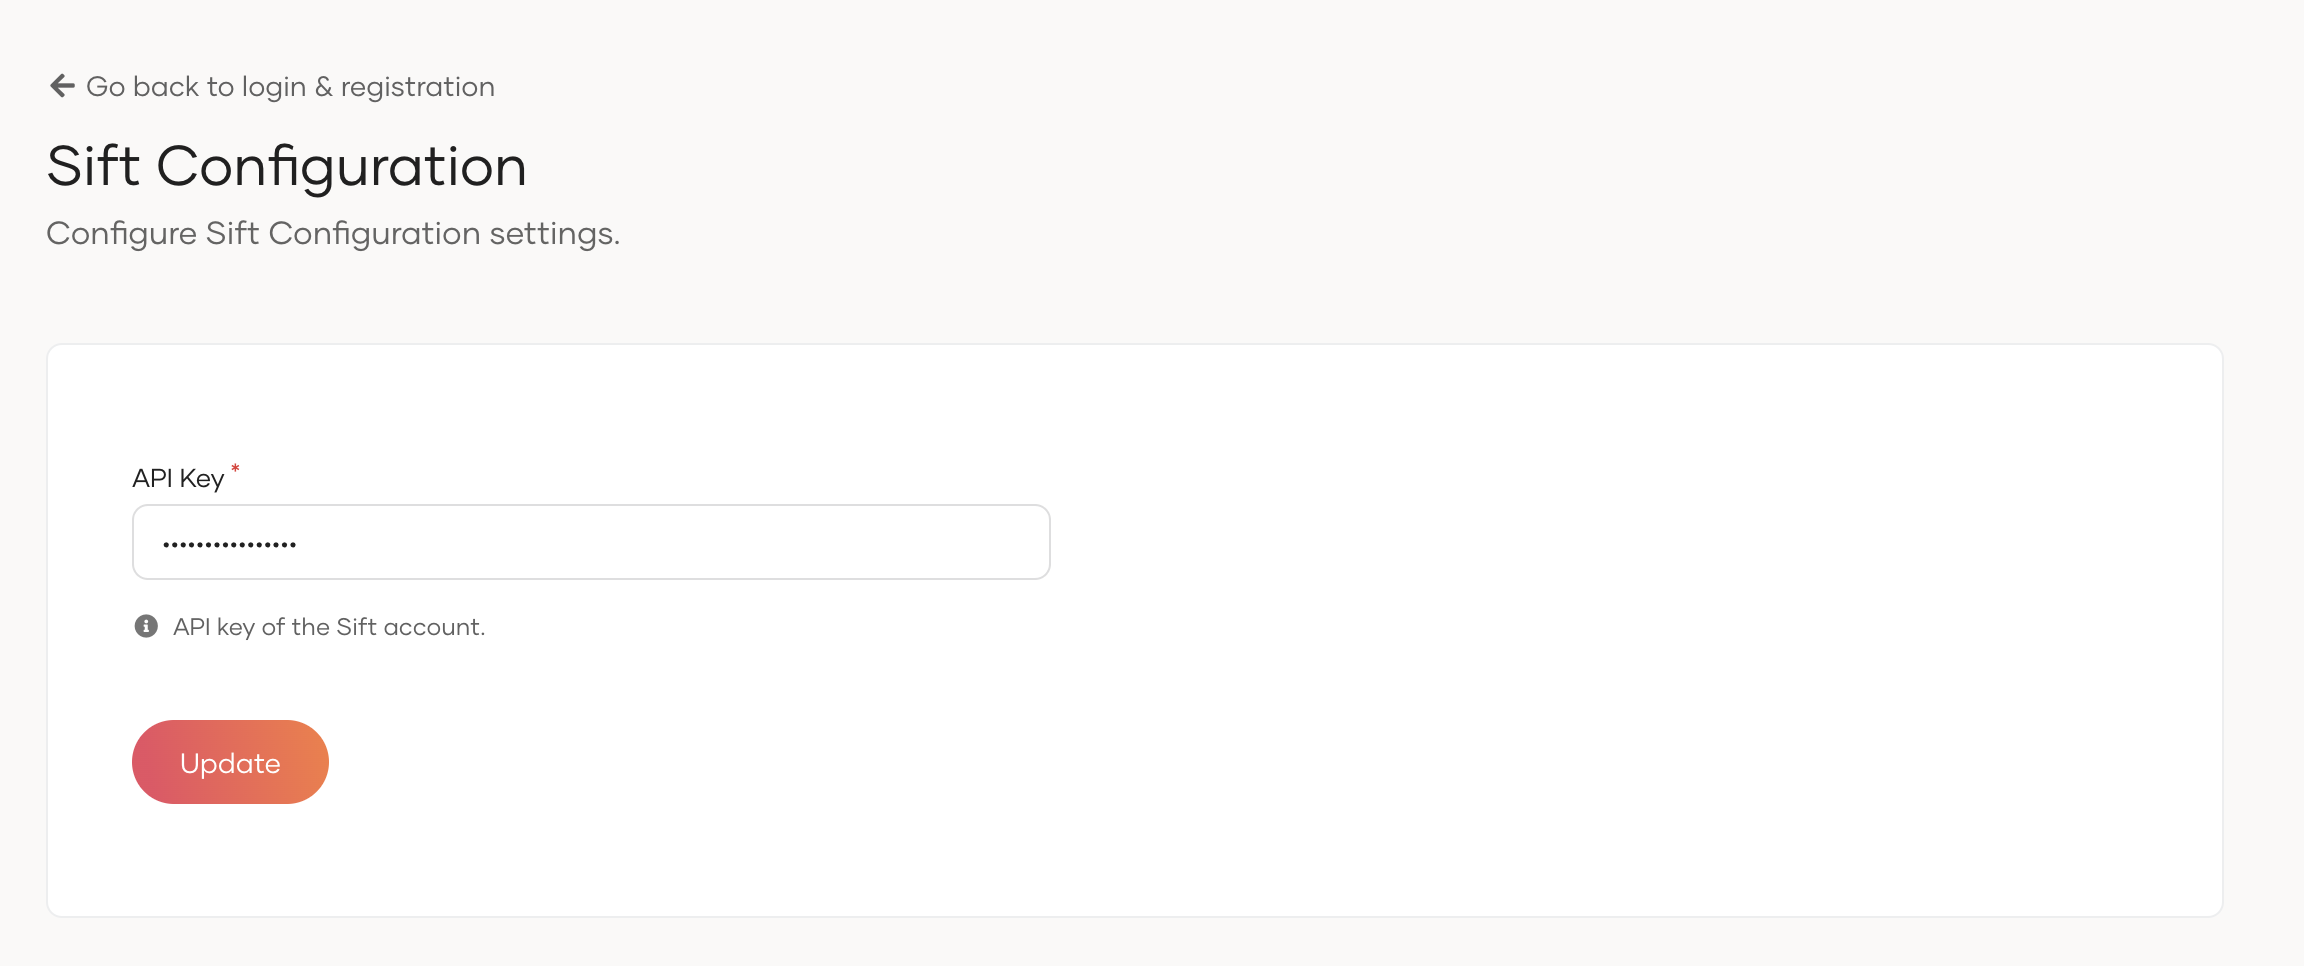 Go back to login & registration
Sift Configuration
Configure Sift Configuration settings.
API Key *
••••••••••••••••
API key of the Sift account.
Update